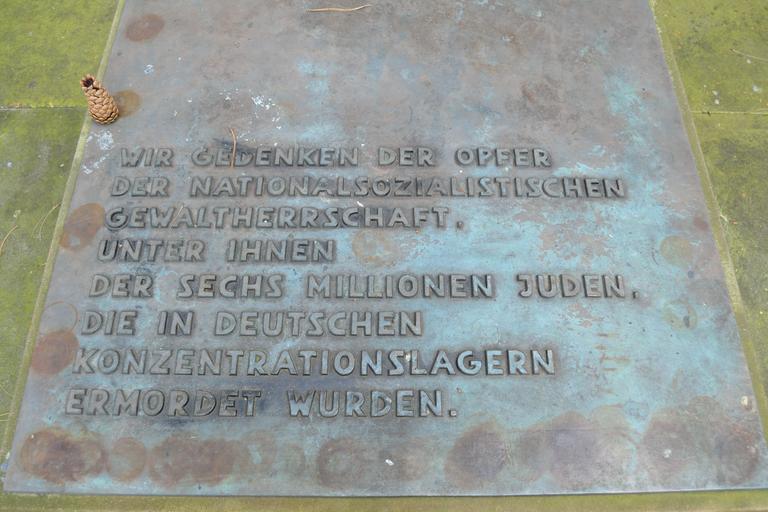 WIR GEDENKEN DER OPFER
DER NATIONALSOZIALISTISCHEN
GEWALTHERRSCHAFT,
UNTER IHNEN
DER SECHS MILLIONEN JUDEN,
DIE IN DEUTSCHEN
KONZENTRATIONSLAGERN
ERMORDET WURDEN.